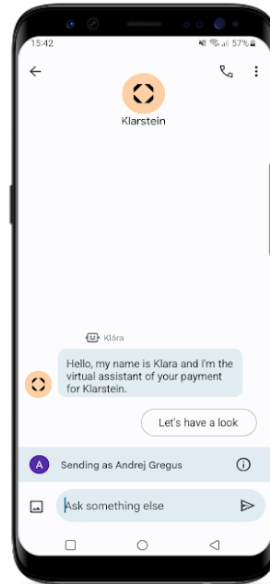 15:42
57%
Klarstein
Klára
Hello, my name is Klara and I'm the
virtual assistant of your payment
for Klarstein.
Let's have a look
A
Sending as Andrej Gregus
Ask something else